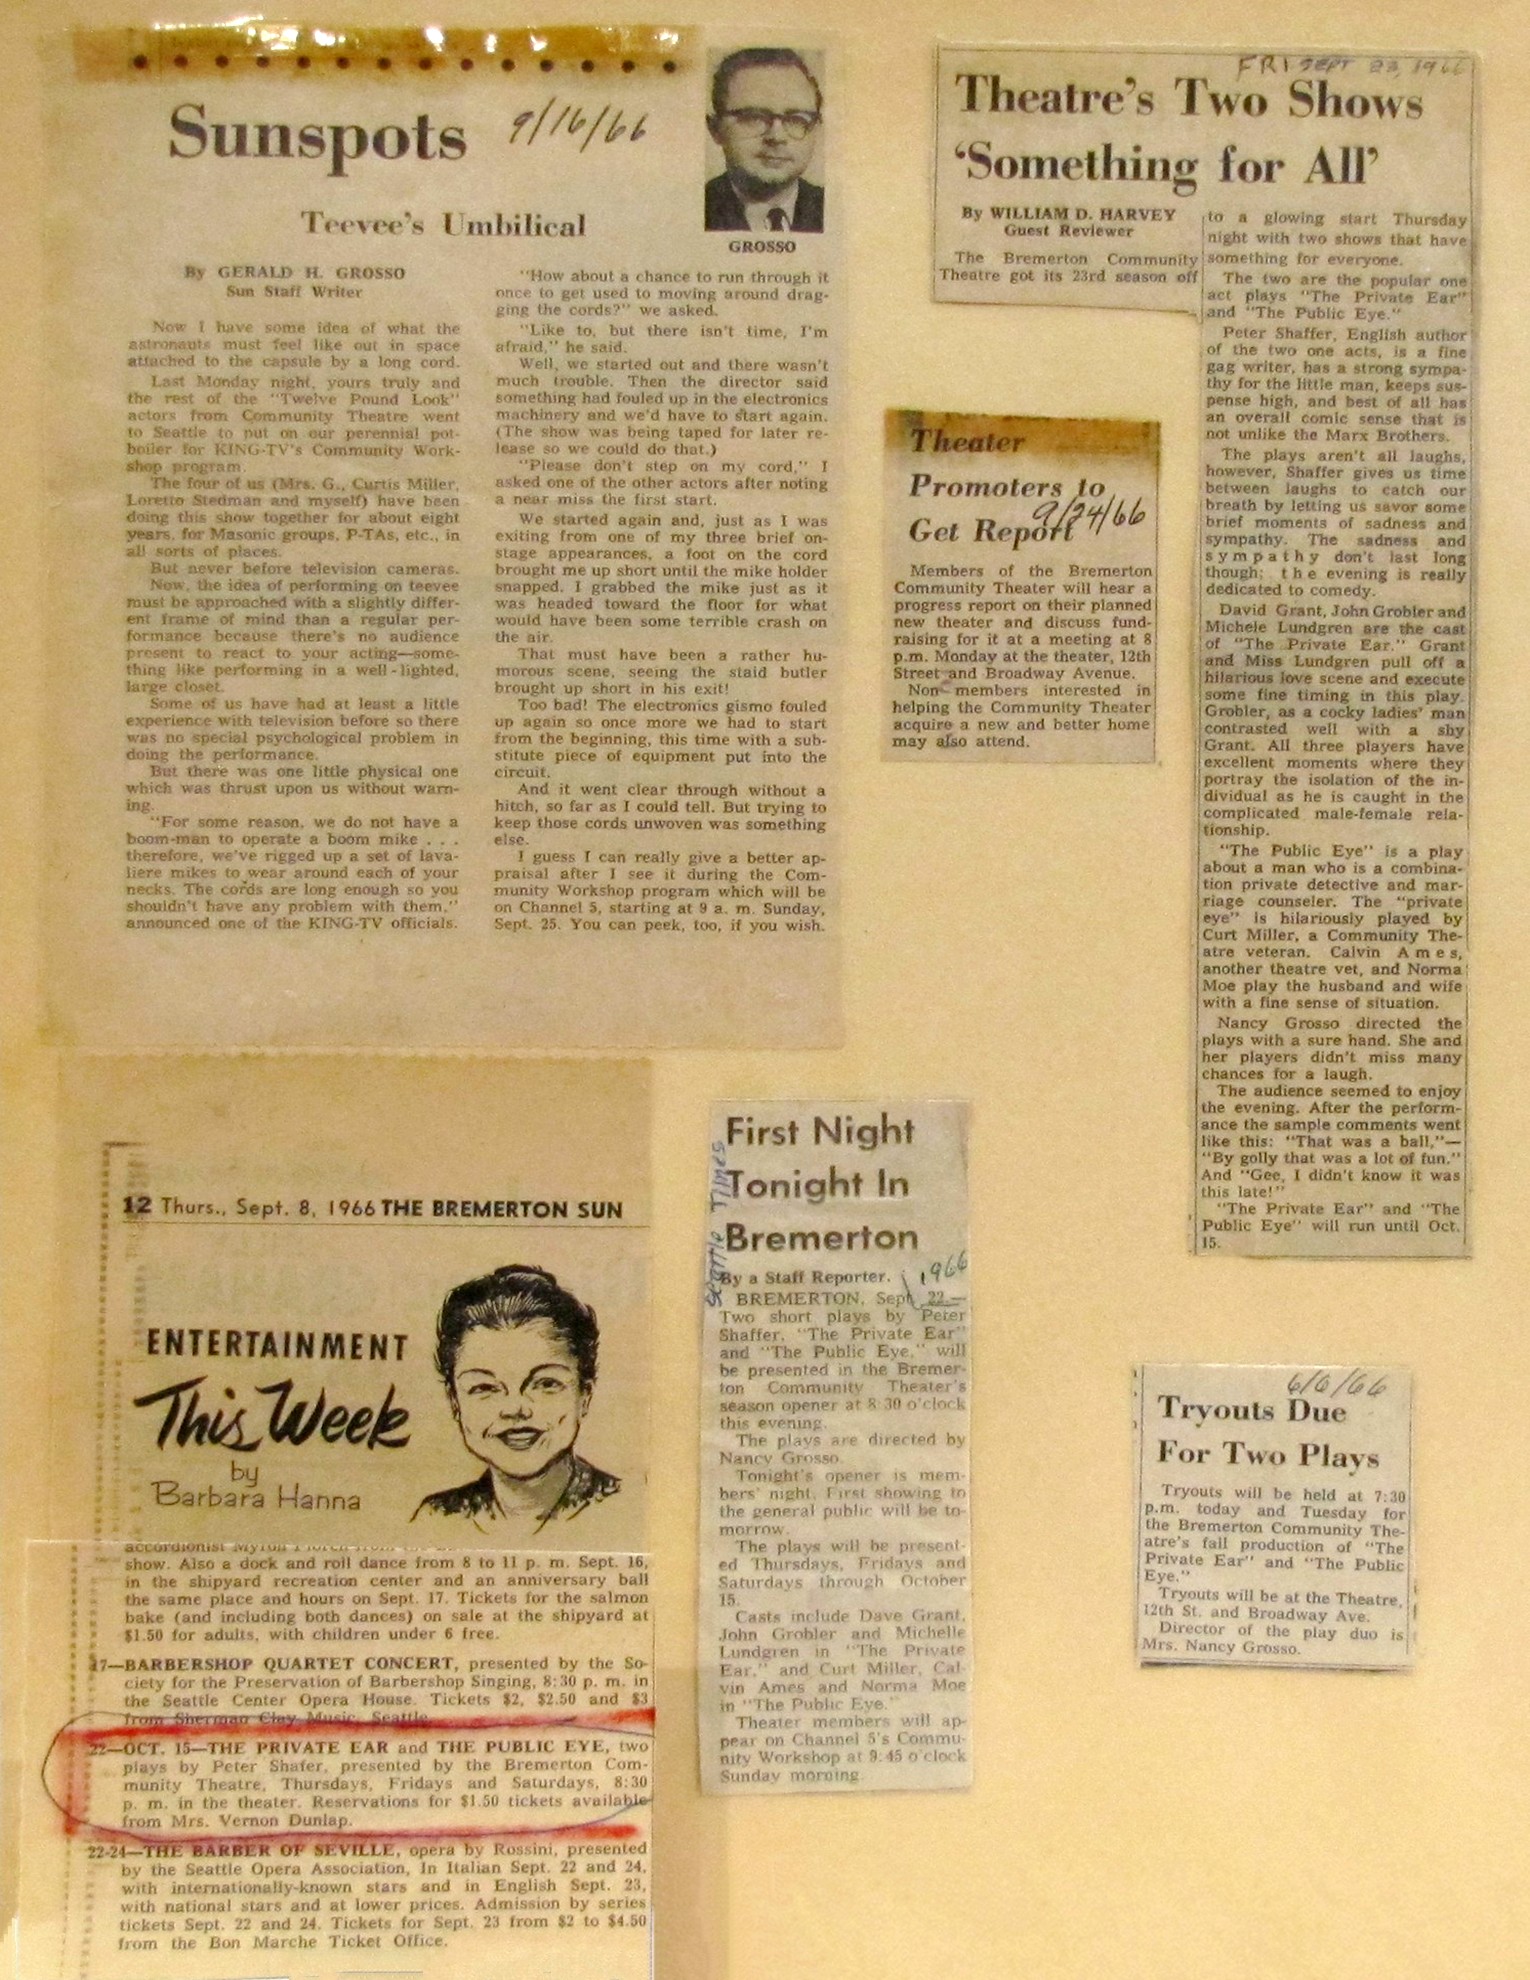 Sunspots
9/16/66
Teevee's Umbilical
GROSSO
By GERALD H. GROSSO
Sun Staff Writer
Now I have some idea of what the
astronauts must feel like out in space
attached to the capsule by a long cord.
Last Monday night, yours truly and
the rest of the "Twelve Pound Look"
actors from Community Theatre went
to Seattle to put on our perennial pot-
boiler for KING-TV's Community Work-
shop program.
The four of us (Mrs. G., Curtis Miller,
Loretto Stedman and myself) have been
doing this show together for about eight
years, for Masonic groups, P-TAs, etc., in
all sorts of places.
But never before television cameras.
Now, the idea of performing on teevee
must be approached with a slightly differ-
ent frame of mind than a regular per-
formance because there's no audience
present to react to your acting—some-
thing like performing in a well-lighted,
large closet.
Some of us have had at least a little
experience with television before so there
was no special psychological problem in
doing the performance.
But there was one little physical one
which was thrust upon us without warn-
ing.
"For some reason, we do not have a
boom-man to operate a boom mike . . .
therefore, we've rigged up a set of lava-
liere mikes to wear around each of your
necks. The cords are long enough so you
shouldn't have any problem with them,"
announced one of the KING-TV officials.
"How about a chance to run through it
once to get used to moving around drag-
ging the cords?" we asked.
"Like to, but there isn't time, I'm
afraid," he said.
Well, we started out and there wasn't
much trouble. Then the director said
something had fouled up in the electronics
machinery and we'd have to start again.
(The show was being taped for later re-
lease so we could do that.)
"Please don't step on my cord," I
asked one of the other actors after noting
a near miss the first start.
We started again and, just as I was
exiting from one of my three brief on-
stage appearances, a foot on the cord
brought me up short until the mike holder
snapped. I grabbed the mike just as it
was headed toward the floor for what
would have been some terrible crash on
the air.
That must have been a rather hu-
morous scene, seeing the staid butler
brought up short in his exit!
Too bad! The electronics gismo fouled
up again so once more we had to start
from the beginning, this time with a sub-
stitute piece of equipment put into the
circuit.
And it went clear through without a
hitch, so far as I could tell. But trying to
keep those cords unwoven was something
else.
I guess I can really give a better ap-
praisal after I see it during the Com-
munity Workshop program which will be
on Channel 5, starting at 9 a. m. Sunday,
Sept. 25. You can peek, too, if you wish.
FRI SEPT 23, 1966
Theatre's Two Shows
'Something for All'
By WILLIAM D. HARVEY
Guest Reviewer
The Bremerton Community
Theatre got its 23rd season off
to a glowing start Thursday
night with two shows that have
something for everyone.
The two are the popular one
act plays "The Private Ear"
and "The Public Eye."
Peter Shaffer, English author
of the two one acts, is a fine
gag writer, has a strong sympa-
thy for the little man, keeps sus-
pense high, and best of all has
an overall comic sense that is
not unlike the Marx Brothers.
The plays aren't all laughs,
however, Shaffer gives us time
between laughs to catch our
breath by letting us savor some
brief moments of sadness and
sympathy. The sadness and
sympathy don't last long
though; the evening is really
dedicated to comedy.
David Grant, John Grobler and
Michele Lundgren are the cast
of "The Private Ear." Grant
and Miss Lundgren pull off a
hilarious love scene and execute
some fine timing in this play.
Grobler, as a cocky ladies' man
contrasted well with a shy
Grant. All three players have
excellent moments where they
portray the isolation of the in-
dividual as he is caught in the
complicated male-female rela-
tionship.
"The Public Eye" is a play
about a man who is a combina-
tion private detective and mar-
riage counseler. The "private
eye" is hilariously played by
Curt Miller, a Community The-
atre veteran. Calvin Ames,
another theatre vet, and Norma
Moe play the husband and wife
with a fine sense of situation.
Nancy Grosso directed the
plays with a sure hand. She and
her players didn't miss many
chances for a laugh.
The audience seemed to enjoy
the evening. After the perform-
ance the sample comments went
like this: "That was a ball,"—
"By golly that was a lot of fun."
And "Gee, I didn't know it was
this late!"
"The Private Ear" and "The
Public Eye" will run until Oct.
15.
Theater
Promoters to
Get Report
9/24/66
Members of the Bremerton
Community Theater will hear a
progress report on their planned
new theater and discuss fund-
raising for it at a meeting at 8
p.m. Monday at the theater, 12th
Street and Broadway Avenue.
Non-members interested in
helping the Community Theater
acquire a new and better home
may also attend.
12 Thurs., Sept. 8, 1966 THE BREMERTON SUN
ENTERTAINMENT
This Week
by
Barbara Hanna
accordionist Myron
show. Also a dock and roll dance from 8 to 11 p. m. Sept. 16,
in the shipyard recreation center and an anniversary ball
the same place and hours on Sept. 17. Tickets for the salmon
bake (and including both dances) on sale at the shipyard at
$1.50 for adults, with children under 6 free.
17—BARBERSHOP QUARTET CONCERT, presented by the So-
ciety for the Preservation of Barbershop Singing, 8:30 p. m. in
the Seattle Center Opera House. Tickets $2, $2.50 and $3
from Sherman Clay Music, Seattle.
22—OCT. 15—THE PRIVATE EAR and THE PUBLIC EYE, two
plays by Peter Shafer, presented by the Bremerton Com-
munity Theatre, Thursdays, Fridays and Saturdays, 8:30
p. m. in the theater. Reservations for $1.50 tickets available
from Mrs. Vernon Dunlap.
22-24—THE BARBER OF SEVILLE, opera by Rossini, presented
by the Seattle Opera Association, In Italian Sept. 22 and 24,
with internationally-known stars and in English Sept. 23,
with national stars and at lower prices. Admission by series
tickets Sept. 22 and 24. Tickets for Sept. 23 from $2 to $4.50
from the Bon Marche Ticket Office.
Seattle Times
First Night
Tonight In
Bremerton
By a Staff Reporter.
1966
BREMERTON, Sept. 22.—
Two short plays by Peter
Shaffer, "The Private Ear"
and "The Public Eye," will
be presented in the Bremer-
ton Community Theater's
season opener at 8:30 o'clock
this evening.
The plays are directed by
Nancy Grosso.
Tonight's opener is mem-
bers' night. First showing to
the general public will be to-
morrow.
The plays will be present-
ed Thursdays, Fridays and
Saturdays through October
15.
Casts include Dave Grant,
John Grobler and Michelle
Lundgren in "The Private
Ear," and Curt Miller, Cal-
vin Ames and Norma Moe
in "The Public Eye."
Theater members will ap-
pear on Channel 5's Commu-
nity Workshop at 9:45 o'clock
Sunday morning.
6/6/66
Tryouts Due
For Two Plays
Tryouts will be held at 7:30
p.m. today and Tuesday for
the Bremerton Community The-
atre's fall production of "The
Private Ear" and "The Public
Eye."
Tryouts will be at the Theatre,
12th St. and Broadway Ave.
Director of the play duo is
Mrs. Nancy Grosso.